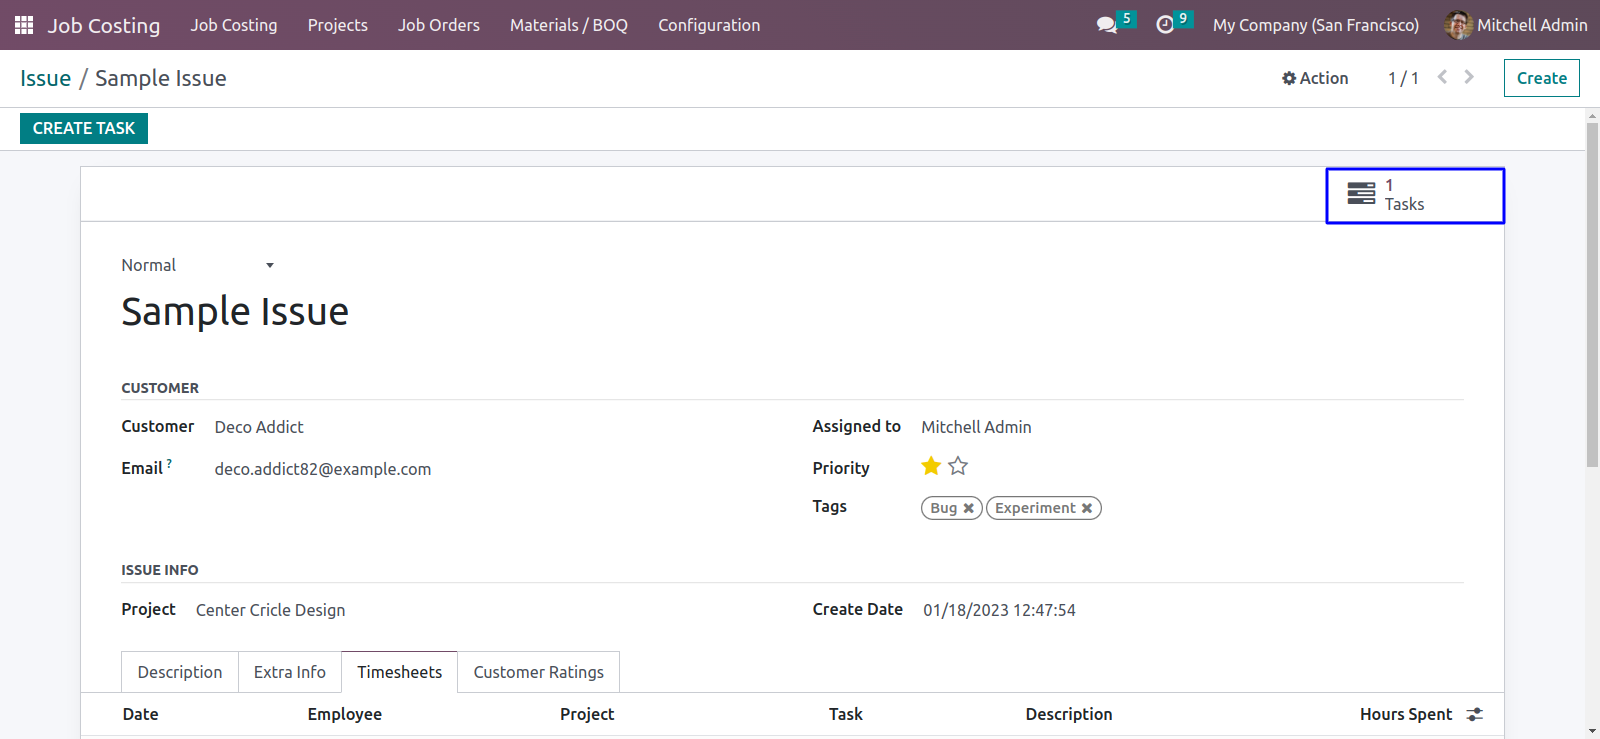 Job Costing Job Costing Projects Job Orders Materials / BOQ Configuration 5 9 My Company (San Francisco) Mitchell Admin
Issue / Sample Issue Action 1 / 1 Create
CREATE TASK
1
Tasks
Normal
Sample Issue
CUSTOMER
Customer Deco Addict Assigned to Mitchell Admin
Email ? deco.addict82@example.com Priority
Tags Bug Experiment
ISSUE INFO
Project Center Cricle Design Create Date 01/18/2023 12:47:54
Description Extra Info Timesheets Customer Ratings
Date Employee Project Task Description Hours Spent